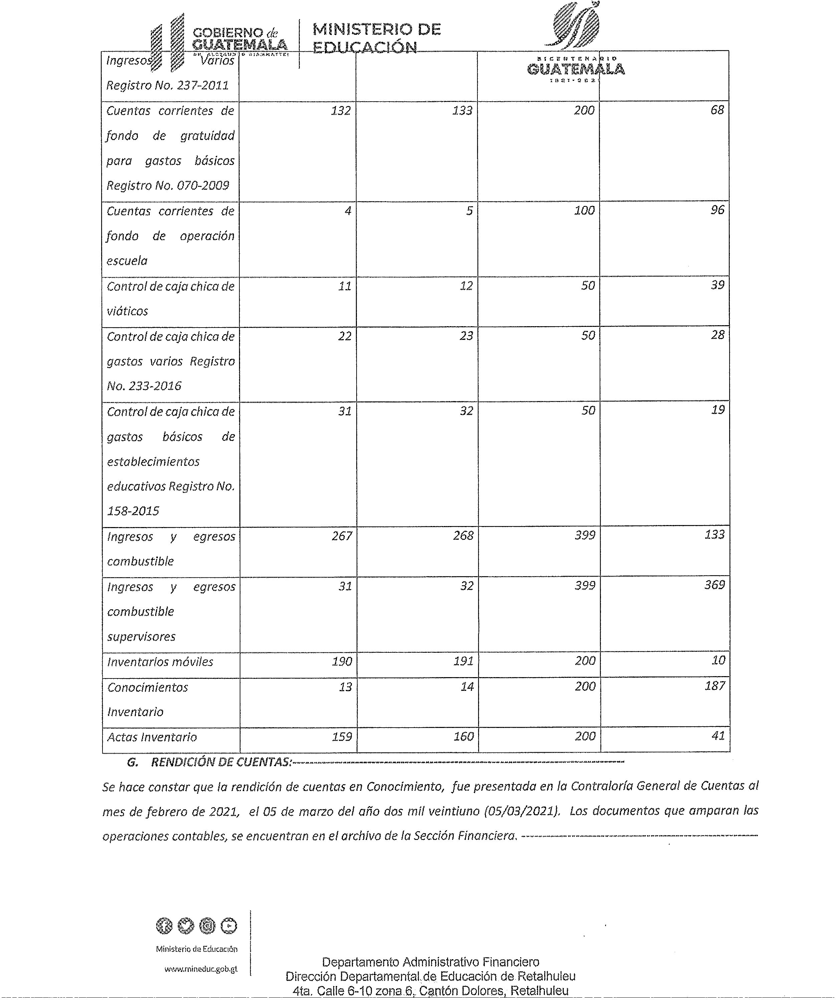 GOBIERNO de
GUATEMALA
DR. ALEJANDRO GIAMMATTEI
MINISTERIO DE
EDUCACIÓN
BICENTENARIO
GUATEMALA
1821-2021
Ingresos Varios
Registro No. 237-2011
Cuentas corrientes de 132 133 200 68
fondo de gratuidad
para gastos básicos
Registro No. 070-2009
Cuentas corrientes de 4 5 100 96
fondo de operación
escuela
Control de caja chica de 11 12 50 39
viáticos
Control de caja chica de 22 23 50 28
gastos varios Registro
No. 233-2016
Control de caja chica de 31 32 50 19
gastos básicos de
establecimientos
educativos Registro No.
158-2015
Ingresos y egresos 267 268 399 133
combustible
Ingresos y egresos 31 32 399 369
combustible
supervisores
Inventarios móviles 190 191 200 10
Conocimientos 13 14 200 187
Inventario
Actas Inventario 159 160 200 41
G. RENDICIÓN DE CUENTAS:-----------------------------------------------------------------------
Se hace constar que la rendición de cuentas en Conocimiento, fue presentada en la Contraloría General de Cuentas al
mes de febrero de 2021, el 05 de marzo del año dos mil veintiuno (05/03/2021). Los documentos que amparan las
operaciones contables, se encuentran en el archivo de la Sección Financiera. --------------------------------------------------
Ministerio de Educación
www.mineduc.gob.gt
Departamento Administrativo Financiero
Dirección Departamental de Educación de Retalhuleu
4ta. Calle 6-10 zona 6, Cantón Dolores, Retalhuleu